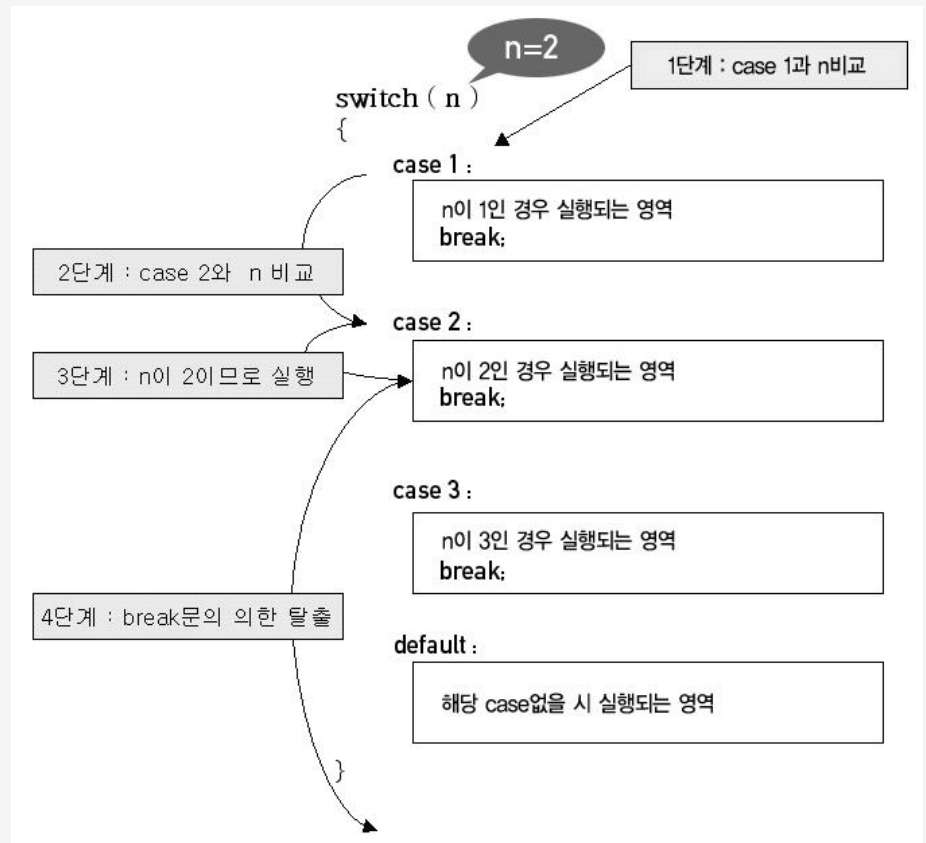 n=2
1단계 : case 1과 n비교
switch ( n )
{
case 1 :
n이 1인 경우 실행되는 영역
break;
2단계 : case 2와 n 비교
case 2 :
3단계 : n이 2이므로 실행
n이 2인 경우 실행되는 영역
break;
case 3 :
n이 3인 경우 실행되는 영역
break;
4단계 : break문의 의한 탈출
default :
해당 case없을 시 실행되는 영역
}